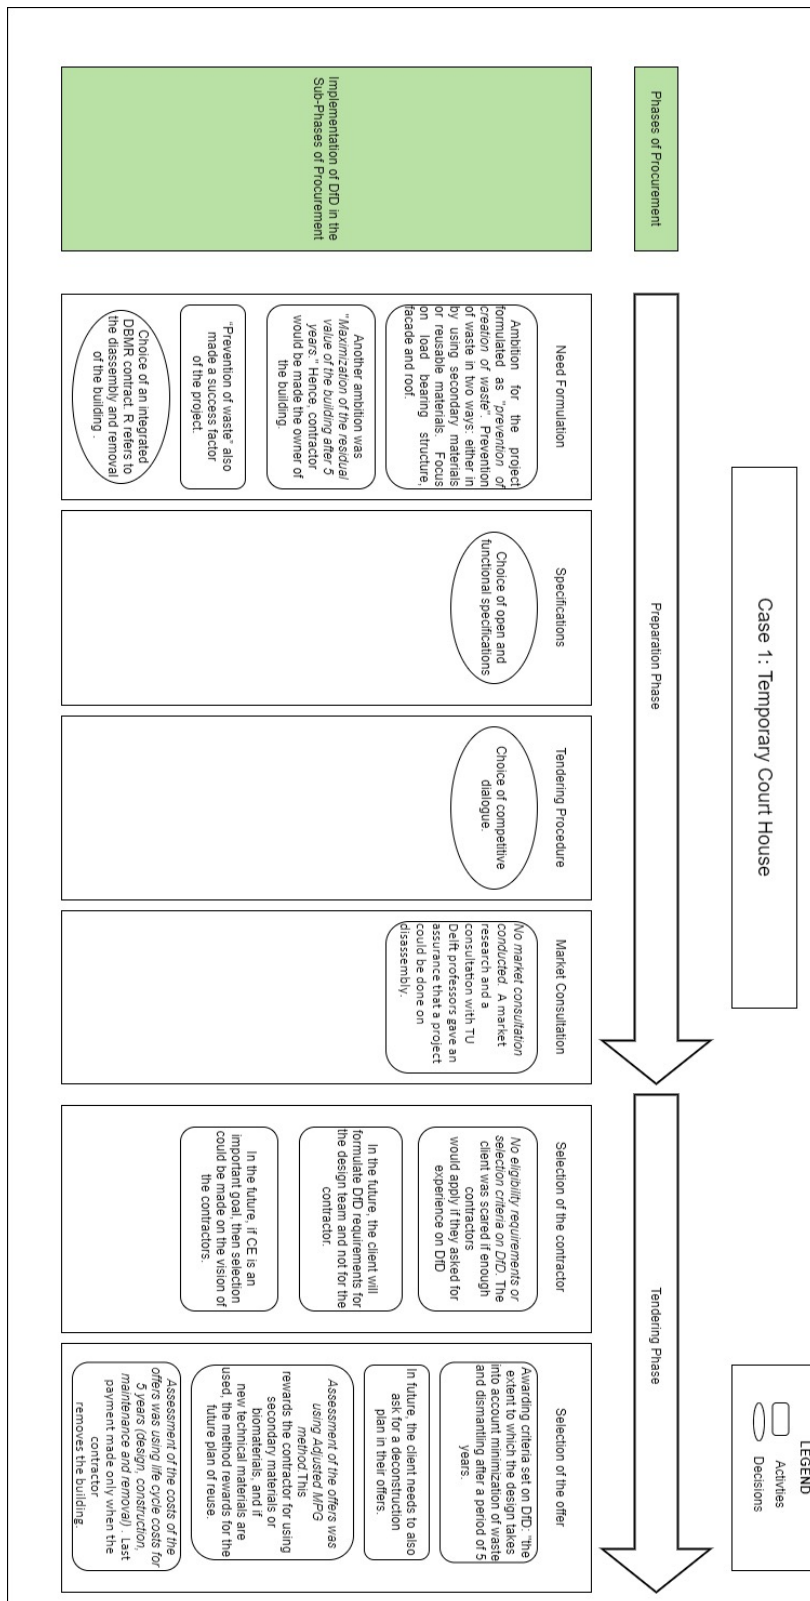 Case 1: Temporary Court House
LEGEND
Activties
Decisions
Phases of Procurement
Preparation Phase
Tendering Phase
Implementation of DfD in the
Sub-Phases of Procurement
Need Formulation
Ambition for the project
formulated as "prevention of
creation of waste". Prevention
of waste in two ways: either in
by using secondary materials
or reusable materials. Focus
on load bearing structure,
facade and roof.
Another ambition was
"Maximization of the residual
value of the building after 5
years." Hence, contractor
would be made the owner of
the building.
"Prevention of waste" also
made a success factor
of the project.
Choice of an integrated
DBMR contract. R refers to
the diassembly and removal
of the building .
Specifications
Choice of open and
functional specifications
Tendering Procedure
Choice of competitive
dialogue.
Market Consultation
No market consultation
conducted. A market
research and a
consultation with TU
Delft professors gave an
assurance that a project
could be done on
disassembly.
Selection of the contractor
No eligibility requirements or
selection criteria on DfD. The
client was scared if enough
contractors
would apply if they asked for
experience on DfD
In the future, the client will
formulate DfD requirements for
the design team and not for the
contractor.
In the future, if CE is an
important goal, then selection
could be made on the vision of
the contractors.
Selection of the offer
Awarding criteria set on DfD: "the
extent to which the design takes
into account minimization of waste
and dismantling after a period of 5
years.
In future, the client needs to also
ask for a deconstruction
plan in their offers.
Assessment of the offers was
using Adjusted MPG
method.This
rewards the contractor for using
secondary materials or
biomaterials, and if
new technical materials are
used, the method rewards for the
future plan of reuse.
Assessment of the costs of the
offers was using life cycle costs for
5 years (design, construction,
maintenance and removal) . Last
payment made only when the
contractor
removes the building.